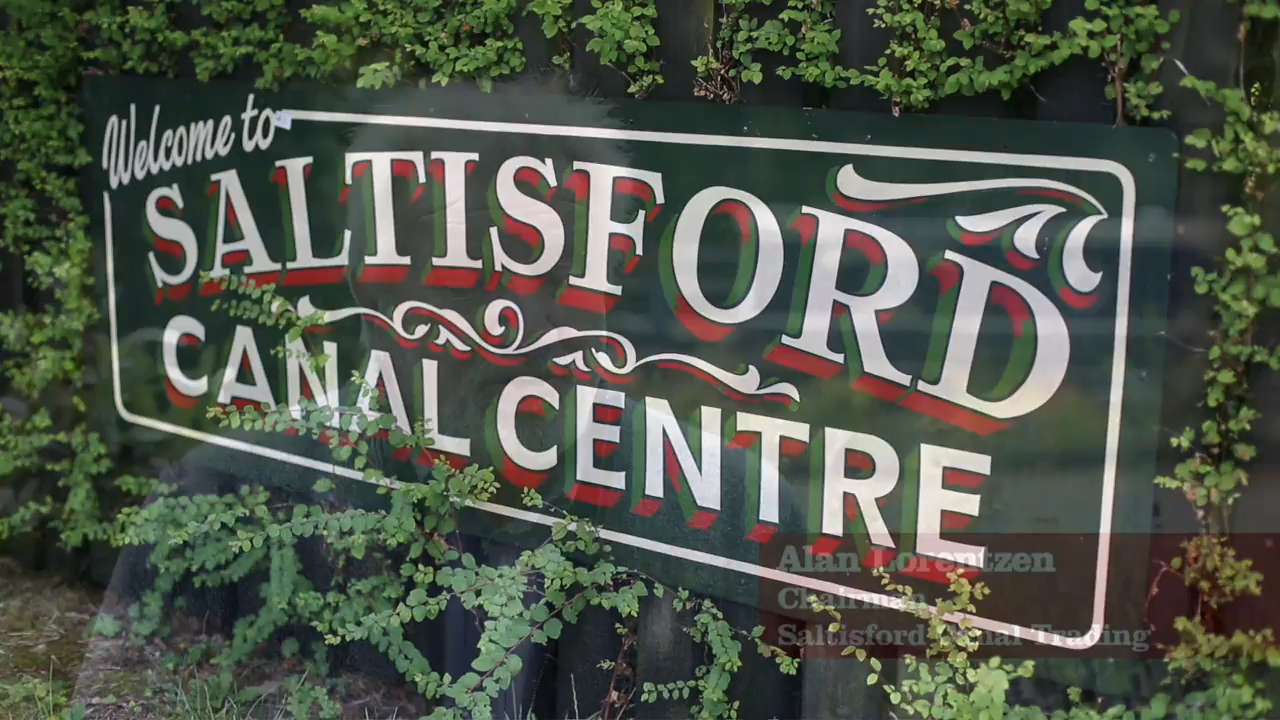 Welcome to
SALTISFORD
CANAL CENTRE
Alan Lorentzen
Chairman
Saltisford Canal Trading